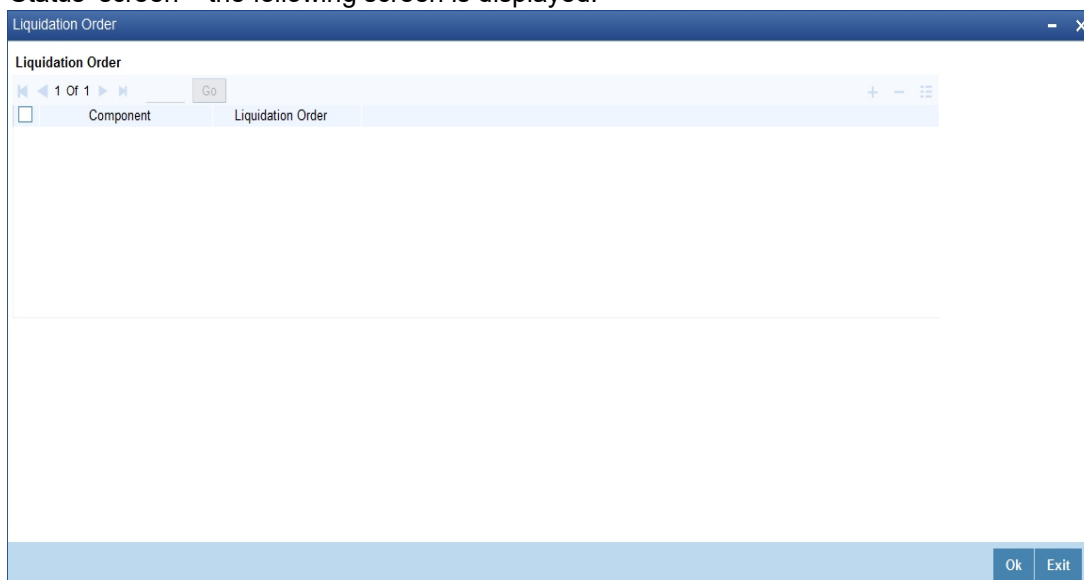 Status' screen – the following screen is displayed:
Liquidation Order
Liquidation Order
1 Of 1 Go
Component Liquidation Order
Ok Exit